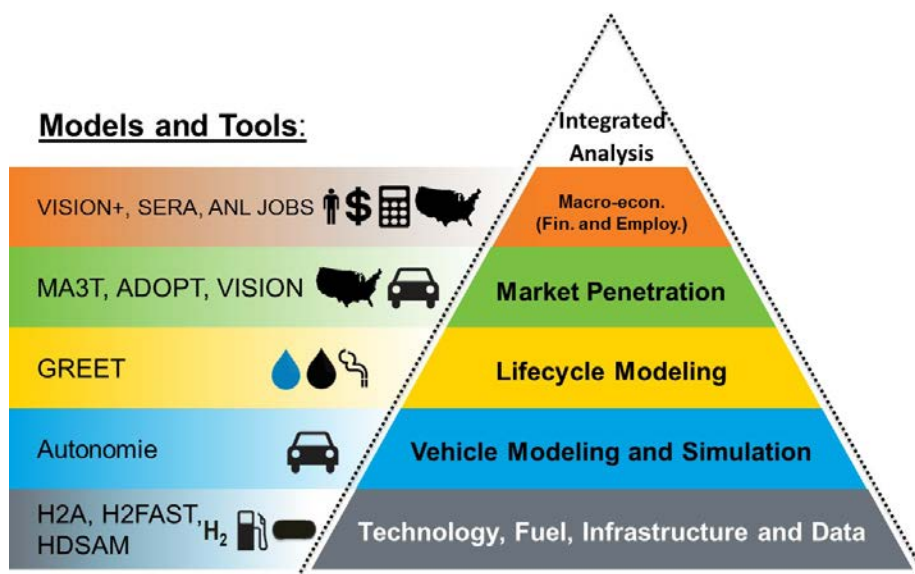 Models and Tools:
Integrated
Analysis
VISION+, SERA, ANL JOBS
$
Macro-econ.
(Fin. and Employ.)
MA3T, ADOPT, VISION
Market Penetration
GREET
Lifecycle Modeling
Autonomie
Vehicle Modeling and Simulation
H2A, H2FAST,
HDSAM
H₂
Technology, Fuel, Infrastructure and Data